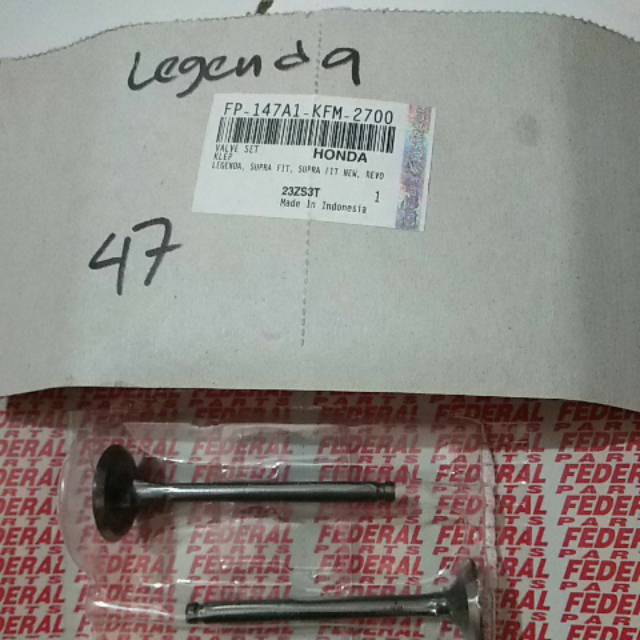 Legenda
FP-147A1-KFM-2700
VALVE SET
HONDA
KLEP
LEGENDA, SUPRA FIT, SUPRA FIT NEW, REVO
23ZS3T
1
Made In Indonesia
47
FEDERAL
PARTS